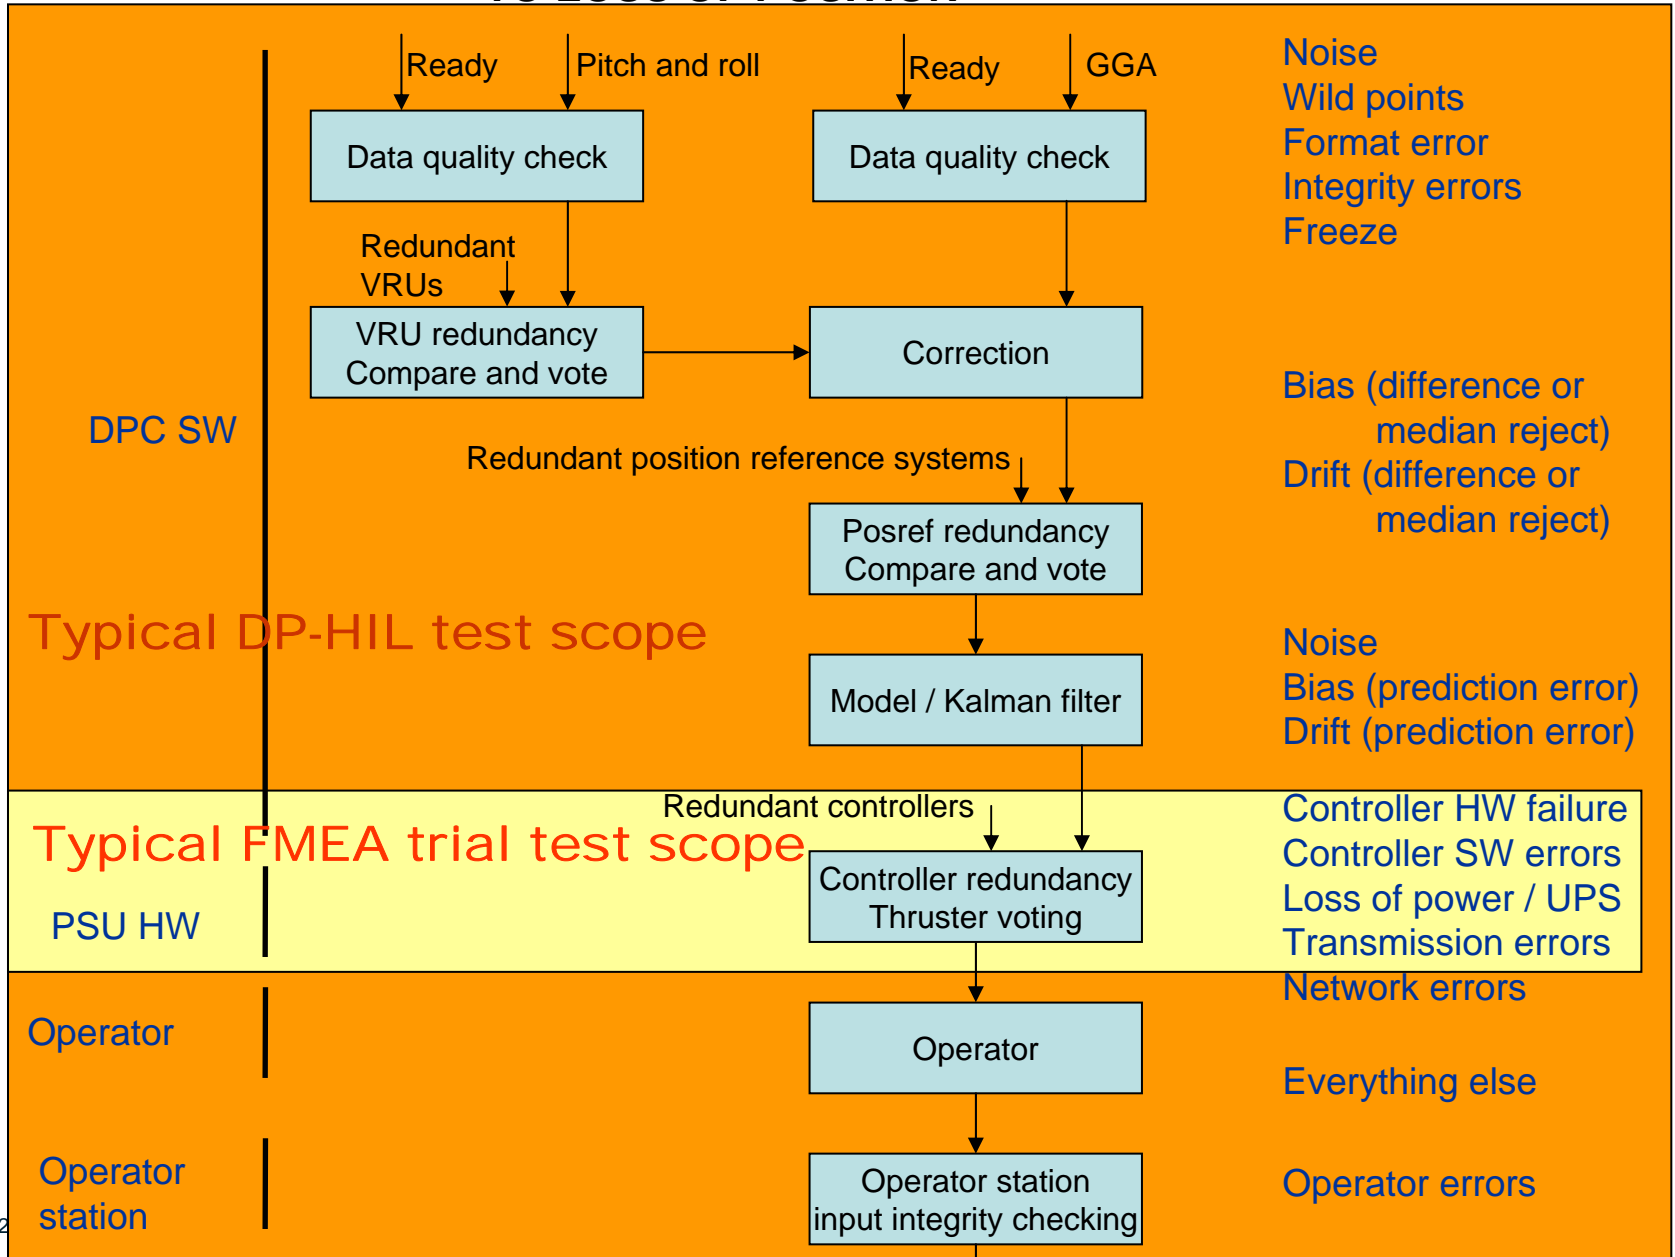 Ready
Pitch and roll
Ready
GGA
Noise
Wild points
Format error
Integrity errors
Freeze
Data quality check
Data quality check
Redundant
VRUs
VRU redundancy
Compare and vote
Correction
Bias (difference or
median reject)
Drift (difference or
median reject)
DPC SW
Redundant position reference systems
Posref redundancy
Compare and vote
Typical DP-HIL test scope
Noise
Bias (prediction error)
Drift (prediction error)
Model / Kalman filter
Redundant controllers
Typical FMEA trial test scope
Controller HW failure
Controller SW errors
Loss of power / UPS
Transmission errors
Network errors
Controller redundancy
Thruster voting
PSU HW
Operator
Operator
Everything else
Operator
station
Operator station
input integrity checking
Operator errors
2